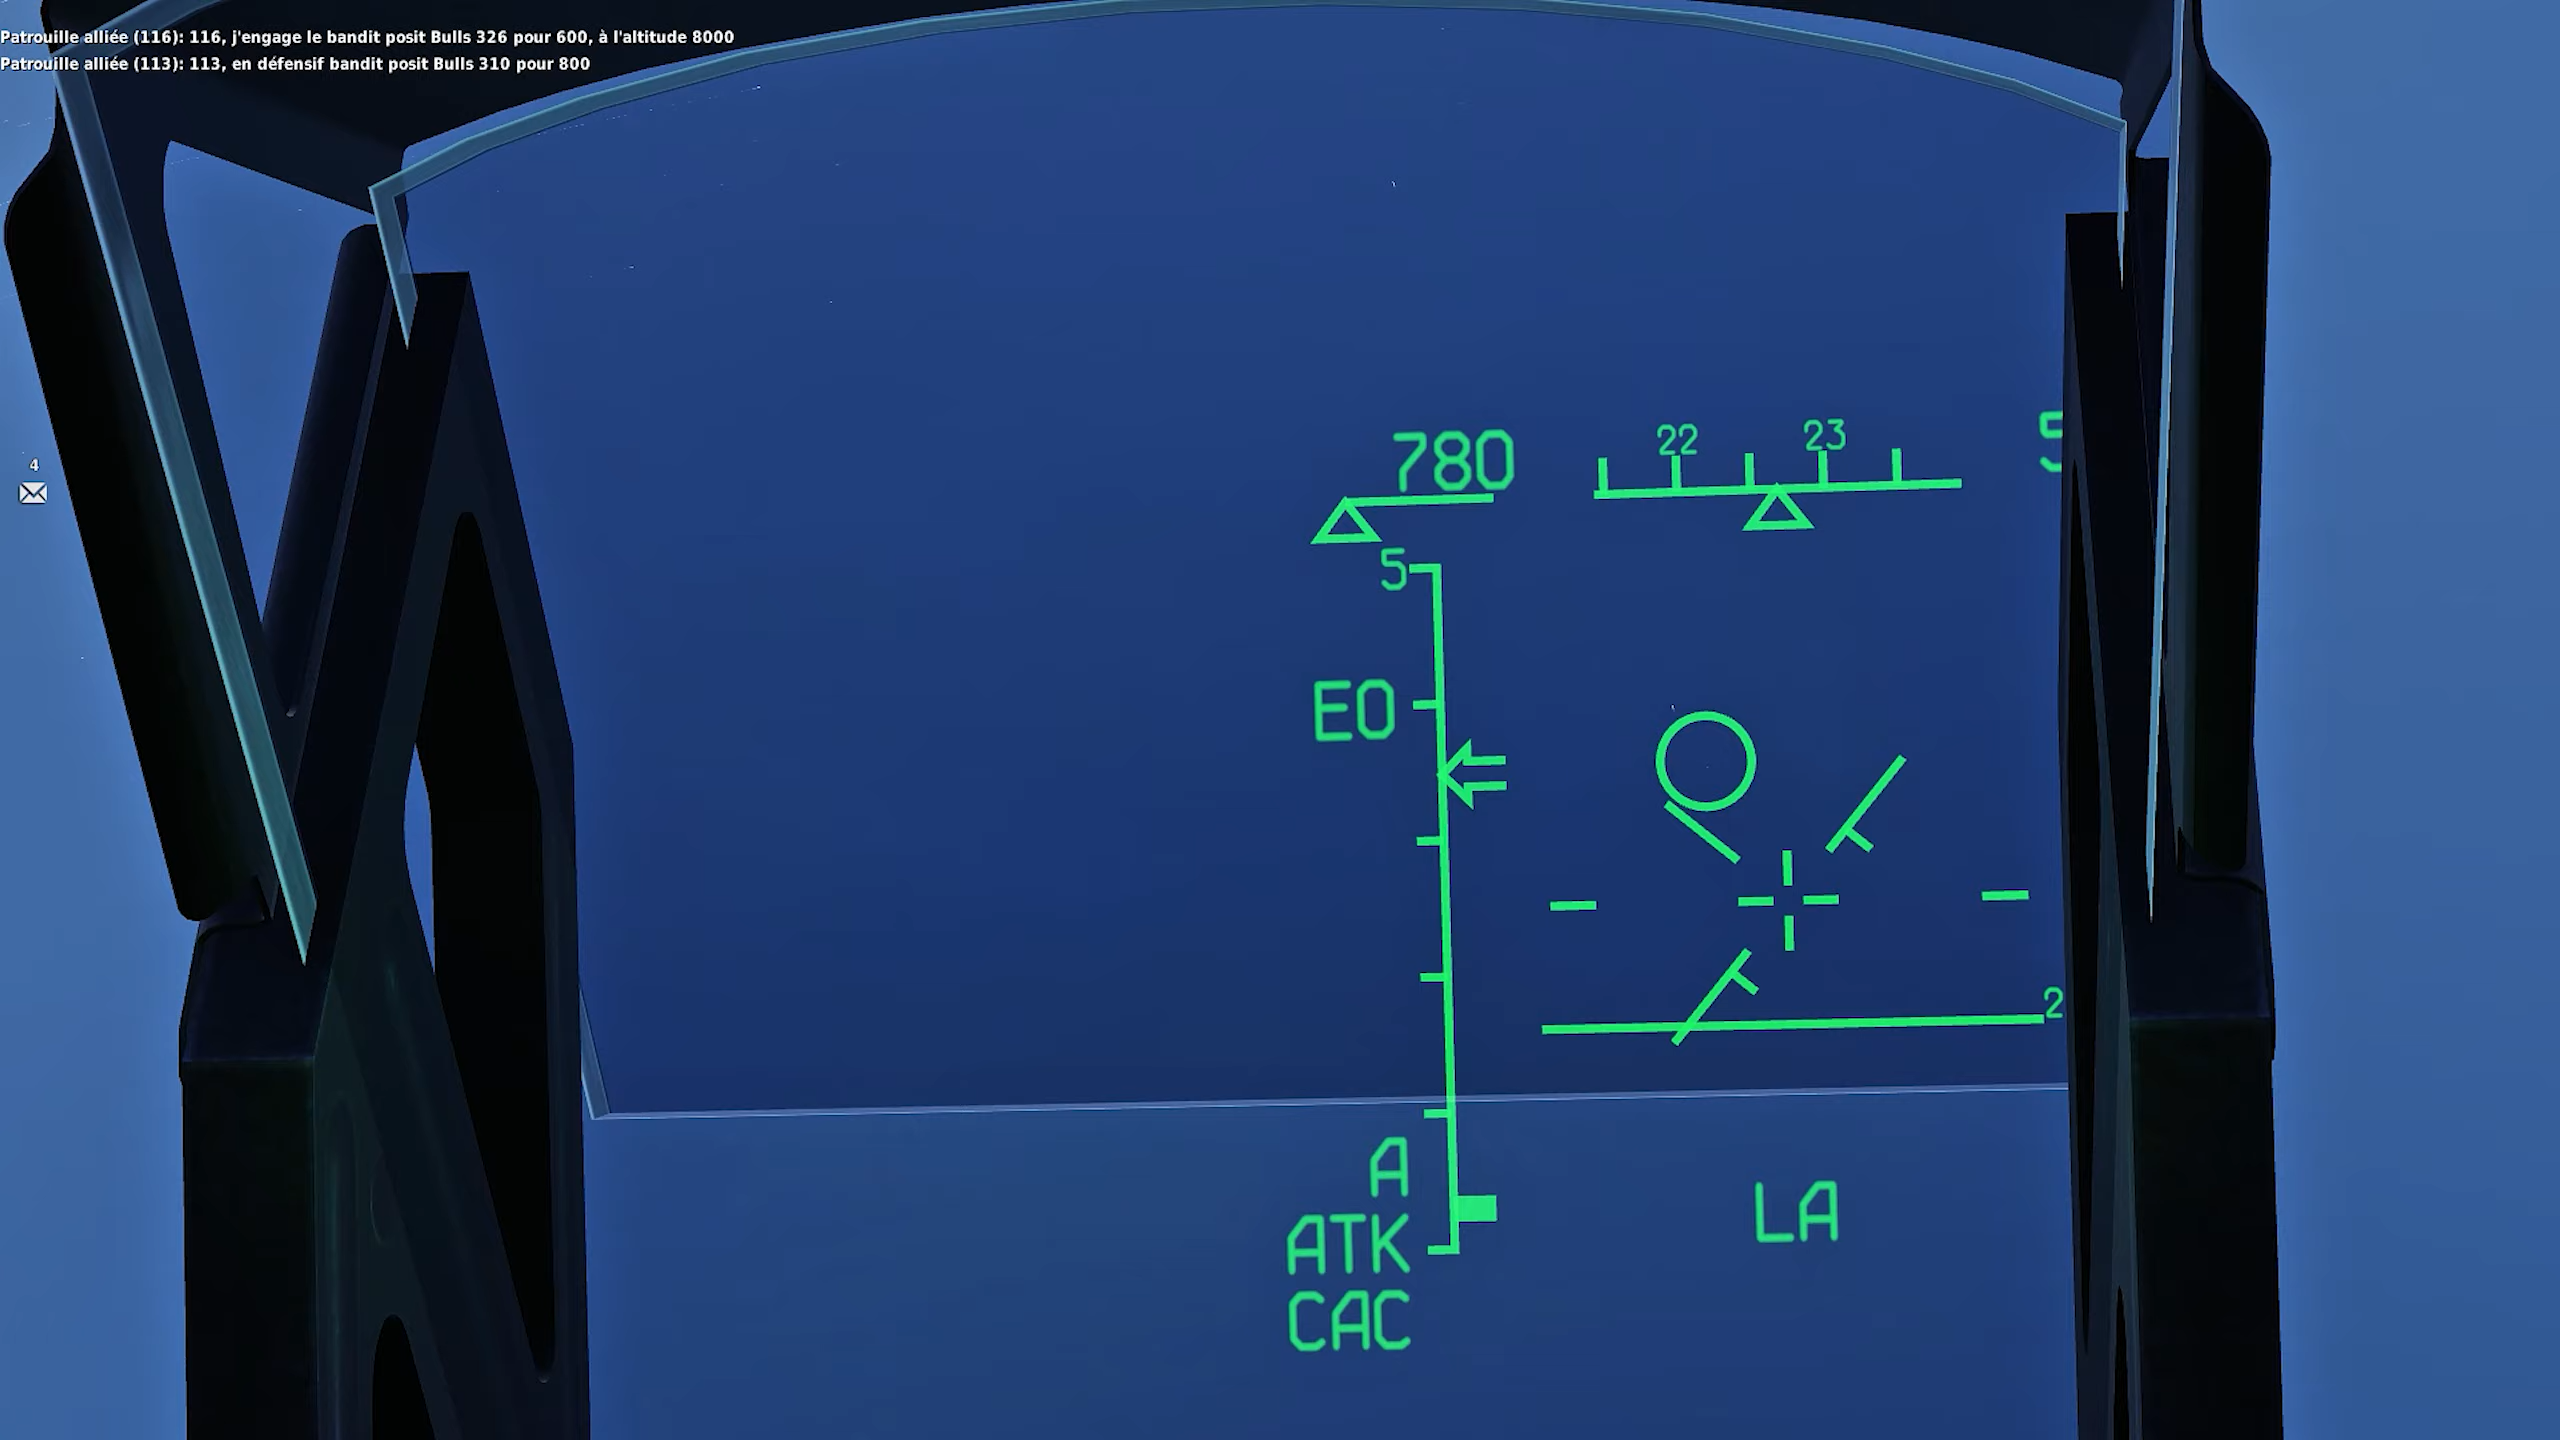 Patrouille alliée (116): 116, j'engage le bandit posit Bulls 326 pour 600, à l'altitude 8000
Patrouille alliée (113): 113, en défensif bandit posit Bulls 310 pour 800
4
780
22 23
5
5
EO
2
A
ATK
CAC
LA